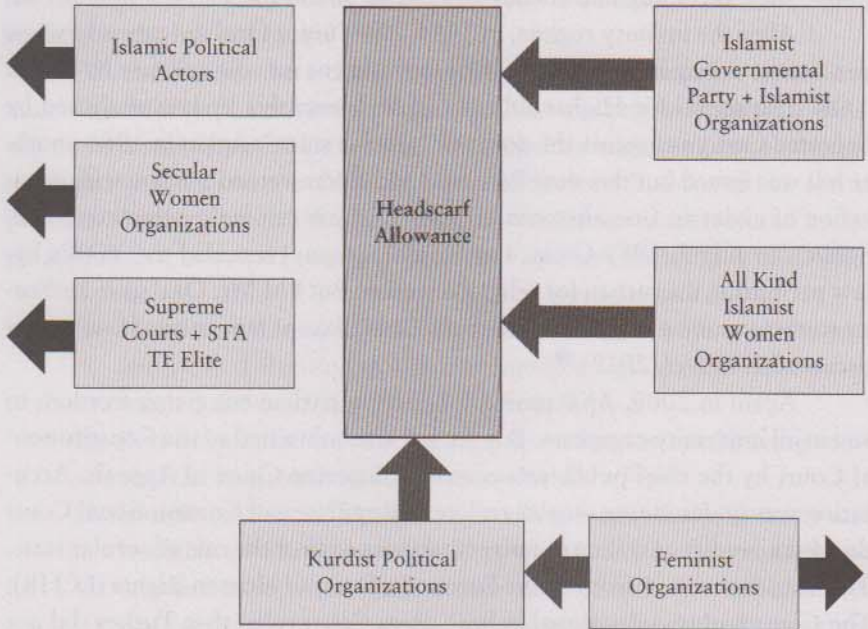 Islamic Political
Actors
Secular
Women
Organizations
Supreme
Courts + STA
TE Elite
Headscarf
Allowance
Islamist
Governmental
Party + Islamist
Organizations
All Kind
Islamist
Women
Organizations
Kurdist Political
Organizations
Feminist
Organizations